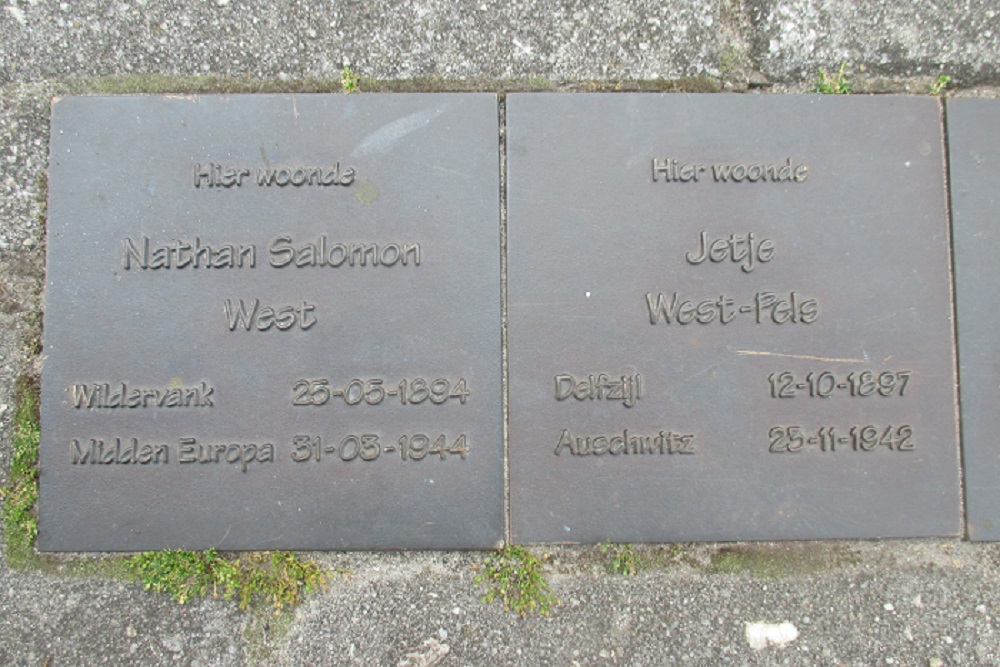 Hier woonde
Nathan Salomon
West
Wildervank 25-05-1894
Midden Europa 31-03-1944
Hier woonde
Jetje
West-Fels
Delfzijl 12-10-1897
Auschwitz 23-11-1942